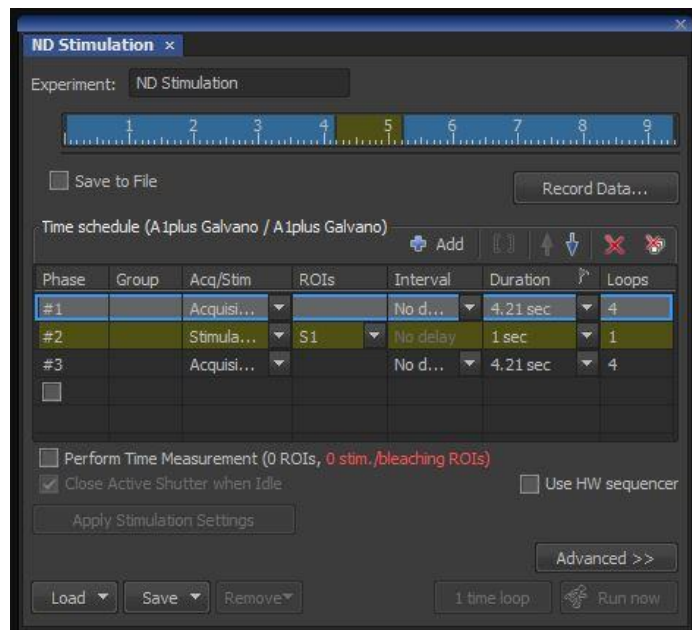 ND Stimulation ×
Experiment: ND Stimulation
1 2 3 4 5 6 7 8 9
Save to File
Record Data...
Time schedule (A1plus Galvano / A1plus Galvano)
Add
Phase Group Acq/Stim ROIs Interval Duration Loops
#1 Acquisi... No d... 4.21 sec 4
#2 Stimula... S1 No delay 1 sec 1
#3 Acquisi... No d... 4.21 sec 4
Perform Time Measurement (0 ROIs, 0 stim./bleaching ROIs)
Close Active Shutter when Idle
Use HW sequencer
Apply Stimulation Settings
Advanced >>
Load Save Remove 1 time loop Run now